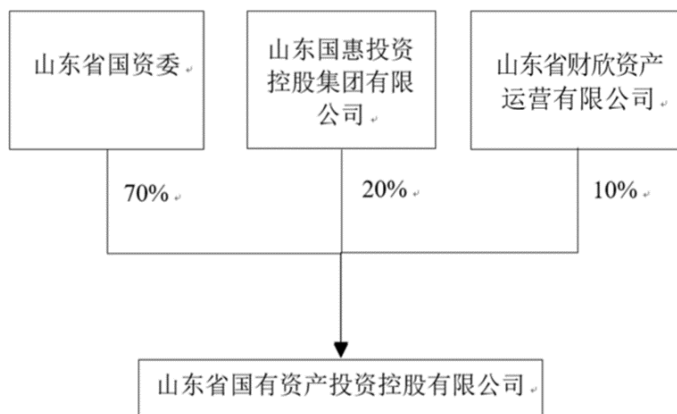 山东省国资委
山东国惠投资
控股集团有限
公司
山东省财欣资产
运营有限公司
70%
20%
10%
山东省国有资产投资控股有限公司